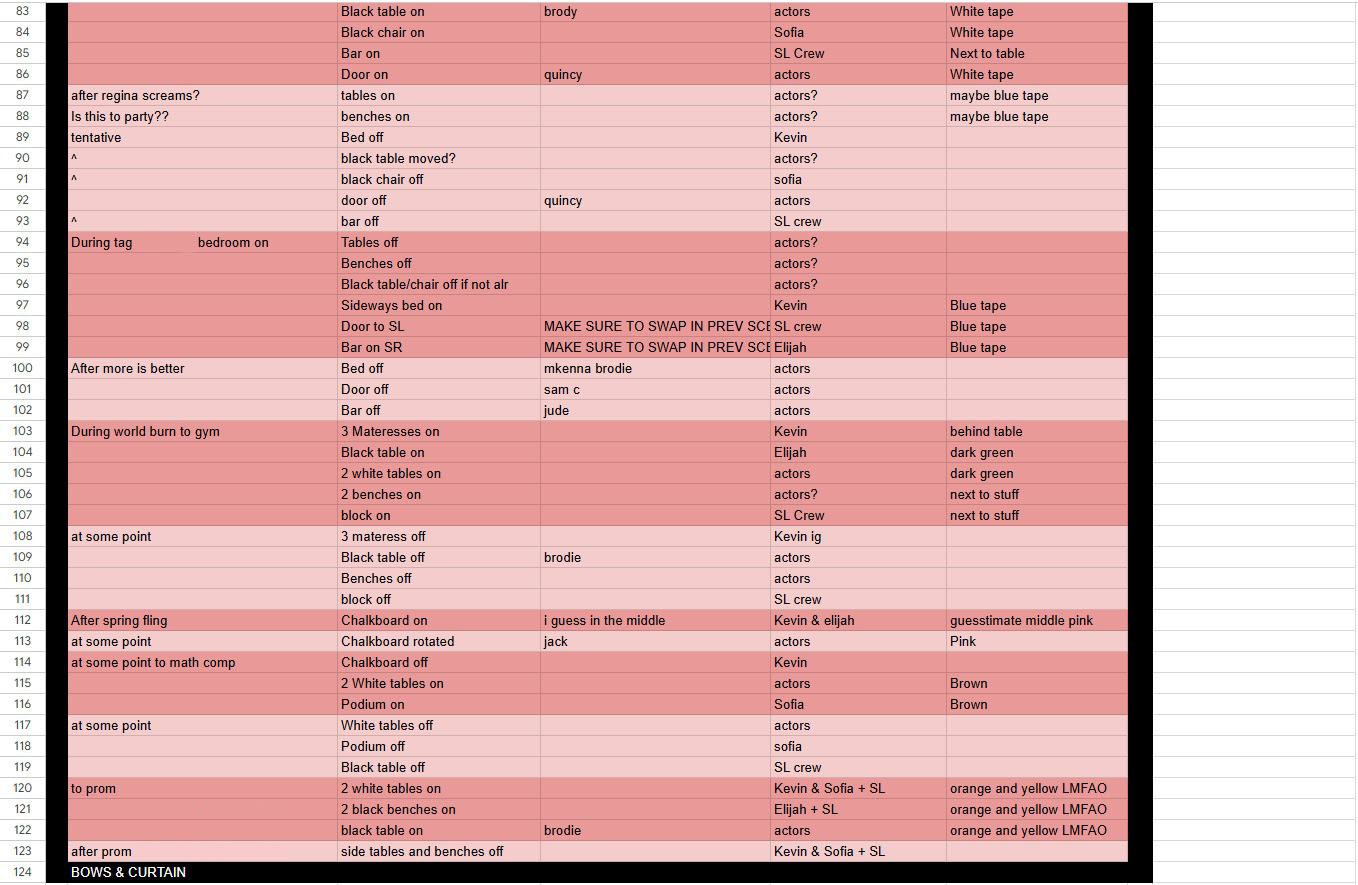 83 Black table on brody actors White tape
84 Black chair on Sofia White tape
85 Bar on SL Crew Next to table
86 Door on quincy actors White tape
87 after regina screams? tables on actors? maybe blue tape
88 Is this to party?? benches on actors? maybe blue tape
89 tentative Bed off Kevin
90 ^ black table moved? actors?
91 ^ black chair off sofia
92 door off quincy actors
93 ^ bar off SL crew
94 During tag bedroom on Tables off actors?
95 Benches off actors?
96 Black table/chair off if not alr actors?
97 Sideways bed on Kevin Blue tape
98 Door to SL MAKE SURE TO SWAP IN PREV SCE SL crew Blue tape
99 Bar on SR MAKE SURE TO SWAP IN PREV SCE Elijah Blue tape
100 After more is better Bed off mkenna brodie actors
101 Door off sam c actors
102 Bar off jude actors
103 During world burn to gym 3 Materesses on Kevin behind table
104 Black table on Elijah dark green
105 2 white tables on actors dark green
106 2 benches on actors? next to stuff
107 block on SL Crew next to stuff
108 at some point 3 materess off Kevin ig
109 Black table off brodie actors
110 Benches off actors
111 block off SL crew
112 After spring fling Chalkboard on i guess in the middle Kevin & elijah guesstimate middle pink
113 at some point Chalkboard rotated jack actors Pink
114 at some point to math comp Chalkboard off Kevin
115 2 White tables on actors Brown
116 Podium on Sofia Brown
117 at some point White tables off actors
118 Podium off sofia
119 Black table off SL crew
120 to prom 2 white tables on Kevin & Sofia + SL orange and yellow LMFAO
121 2 black benches on Elijah + SL orange and yellow LMFAO
122 black table on brodie actors orange and yellow LMFAO
123 after prom side tables and benches off Kevin & Sofia + SL
124 BOWS & CURTAIN